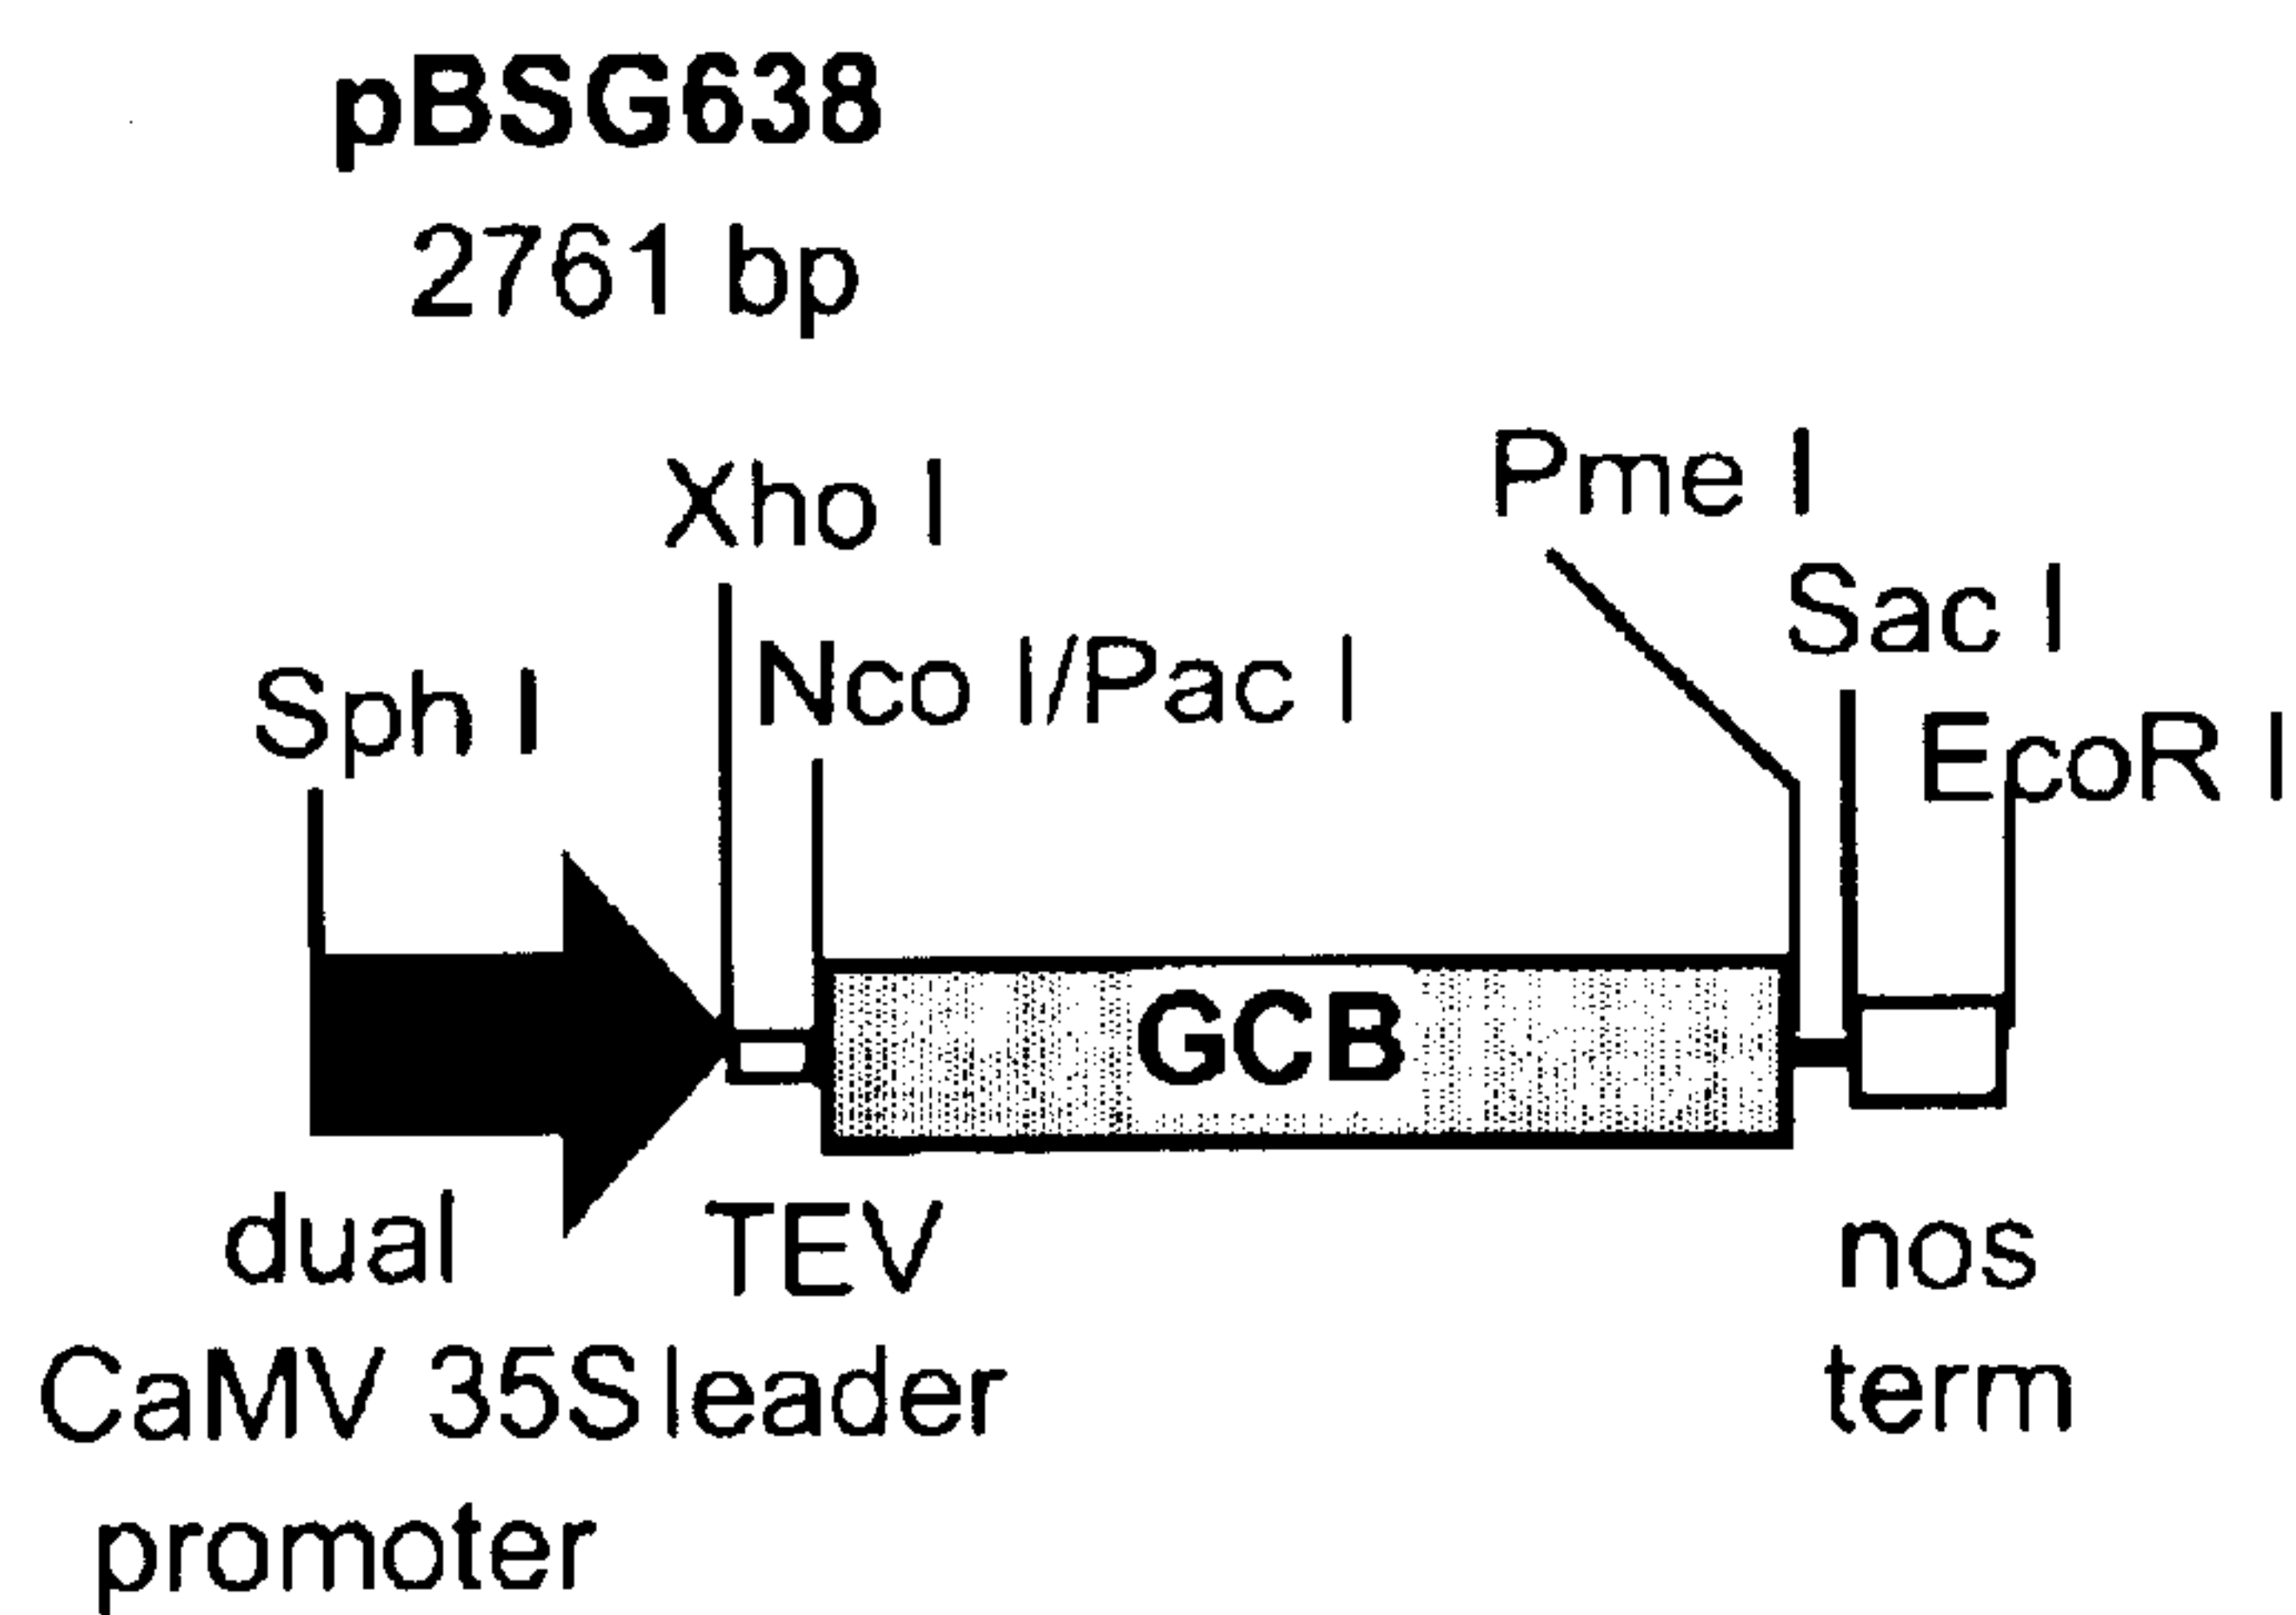 pBSG638
2761 bp
Xho I
Pme I
Sac I
Nco I/Pac I
Sph I
EcoR I
GCB
dual
CaMV 35S
promoter
TEV
leader
nos
term